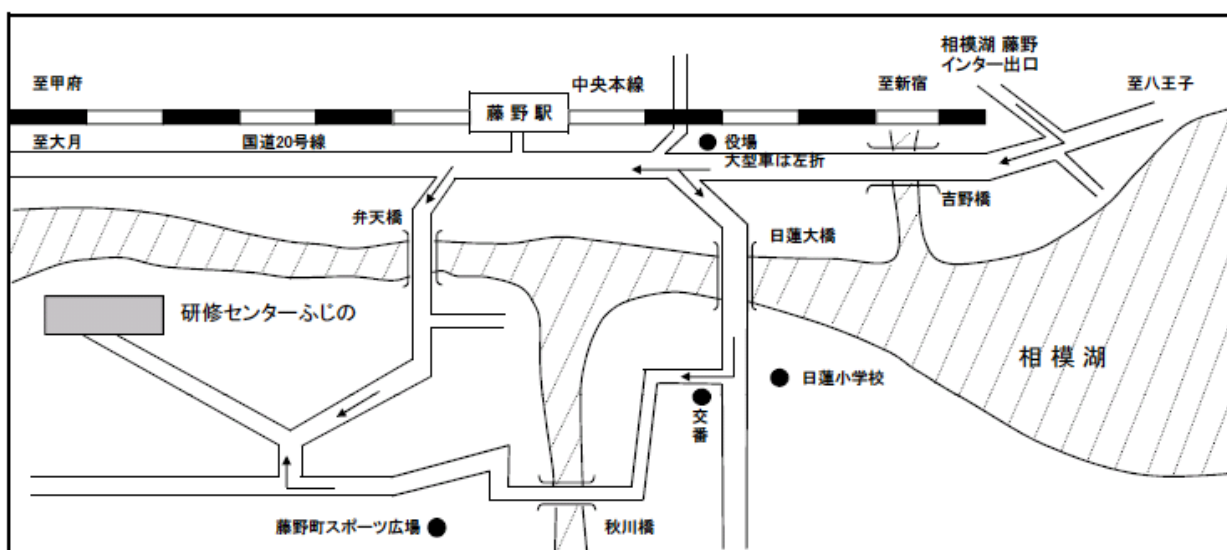 相模湖 藤野
インター出口
至甲府
中央本線
至新宿
至八王子
藤野駅
至大月
国道20号線
役場
大型車は左折
吉野橋
弁天橋
日蓮大橋
研修センターふじの
相模湖
日蓮小学校
交番
藤野町スポーツ広場
秋川橋